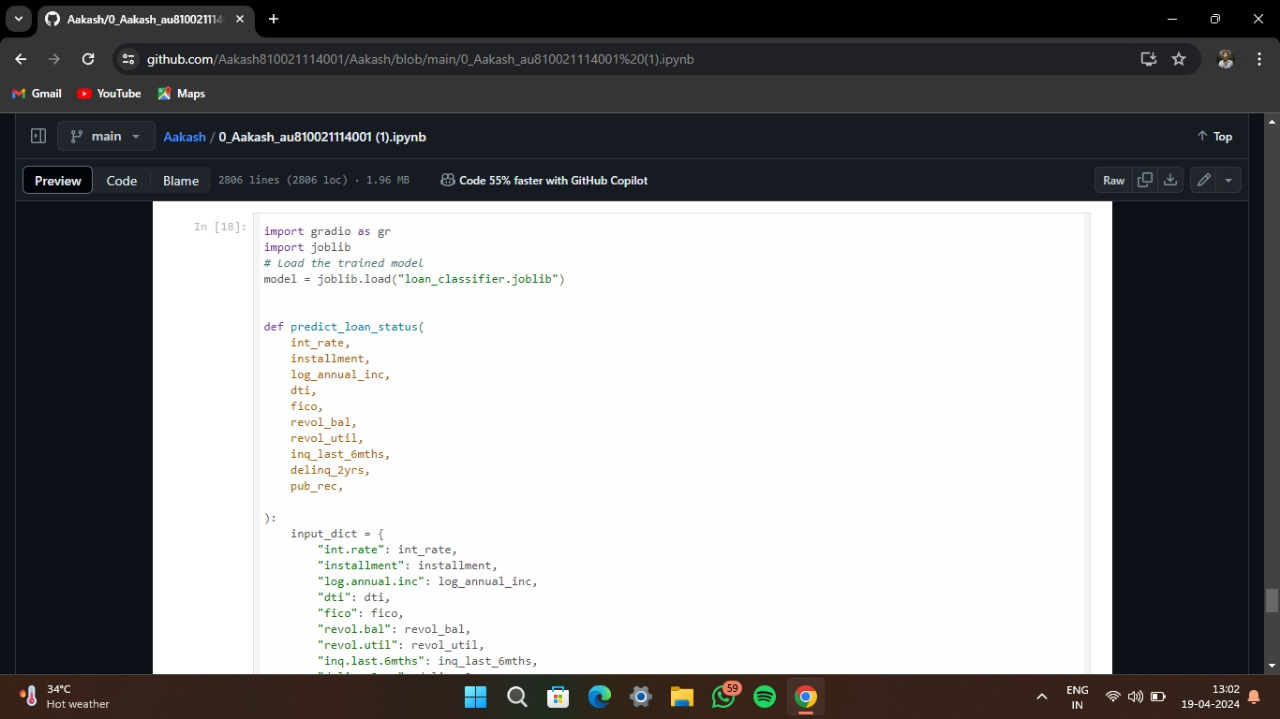 Aakash/0_Aakash_au8100211140
github.com/Aakash810021114001/Aakash/blob/main/0_Aakash_au810021114001%20(1).ipynb
Gmail YouTube Maps
main Aakash / 0_Aakash_au810021114001 (1).ipynb Top
Preview Code Blame 2806 lines (2806 loc) · 1.96 MB Code 55% faster with GitHub Copilot Raw
In [18]:
import gradio as gr
import joblib
# Load the trained model
model = joblib.load("loan_classifier.joblib")
def predict_loan_status(
    int_rate,
    installment,
    log_annual_inc,
    dti,
    fico,
    revol_bal,
    revol_util,
    inq_last_6mths,
    delinq_2yrs,
    pub_rec,
):
    input_dict = {
        "int.rate": int_rate,
        "installment": installment,
        "log.annual.inc": log_annual_inc,
        "dti": dti,
        "fico": fico,
        "revol.bal": revol_bal,
        "revol.util": revol_util,
        "inq.last.6mths": inq_last_6mths,
34°C
Hot weather
59
ENG
IN
13:02
19-04-2024